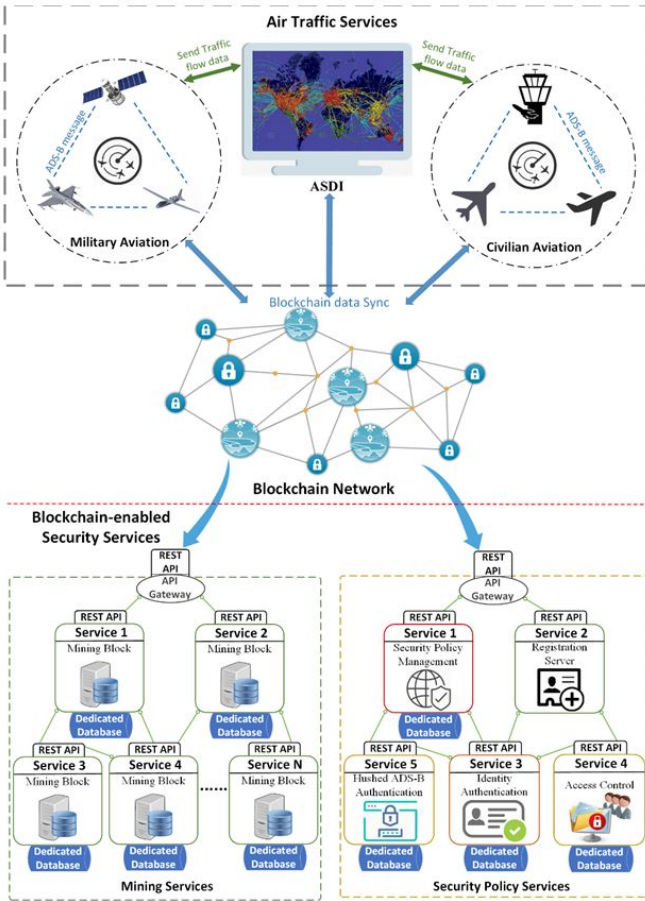 Air Traffic Services
Send Traffic
flow data
Send Traffic
flow data
ADS-B message
ADS-B message
ASDI
Military Aviation
Civilian Aviation
Blockchain data Sync
Blockchain Network
Blockchain-enabled
Security Services
REST
API
API
Gateway
REST API
REST API
Service 1
Mining Block
Service 2
Mining Block
Dedicated
Database
Dedicated
Database
REST API
REST API
REST API
Service 3
Mining Block
Service 4
Mining Block
.......
Service N
Mining Block
Dedicated
Database
Dedicated
Database
Dedicated
Database
Mining Services
REST
API
API
Gateway
REST API
REST API
Service 1
Security Policy
Management
Service 2
Registration
Server
Dedicated
Database
REST API
REST API
REST API
Service 5
Hushed ADS-B
Authentication
Service 3
Identity
Authentication
Service 4
Access Control
Dedicated
Database
Dedicated
Database
Dedicated
Database
Security Policy Services